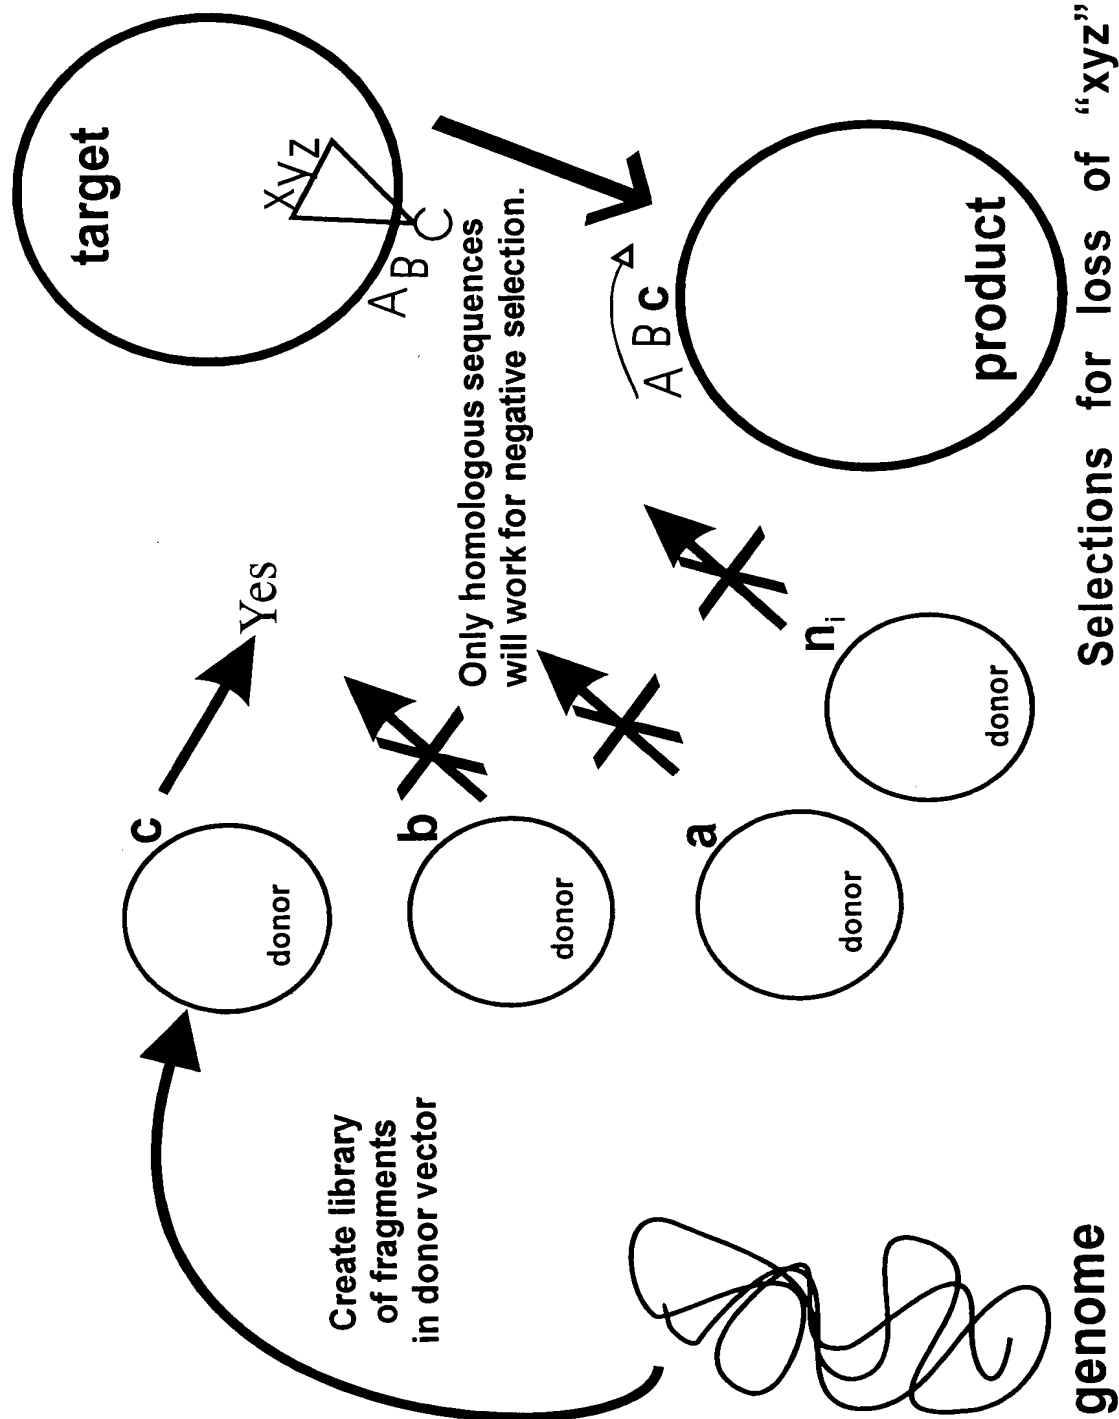 genome
Create library
of fragments
in donor vector
c
donor
Yes
b
donor
a
donor
n i
donor
Only homologous sequences
will work for negative selection.
target
x y z
A B C
A B c
product
Selections for loss of “xyz”